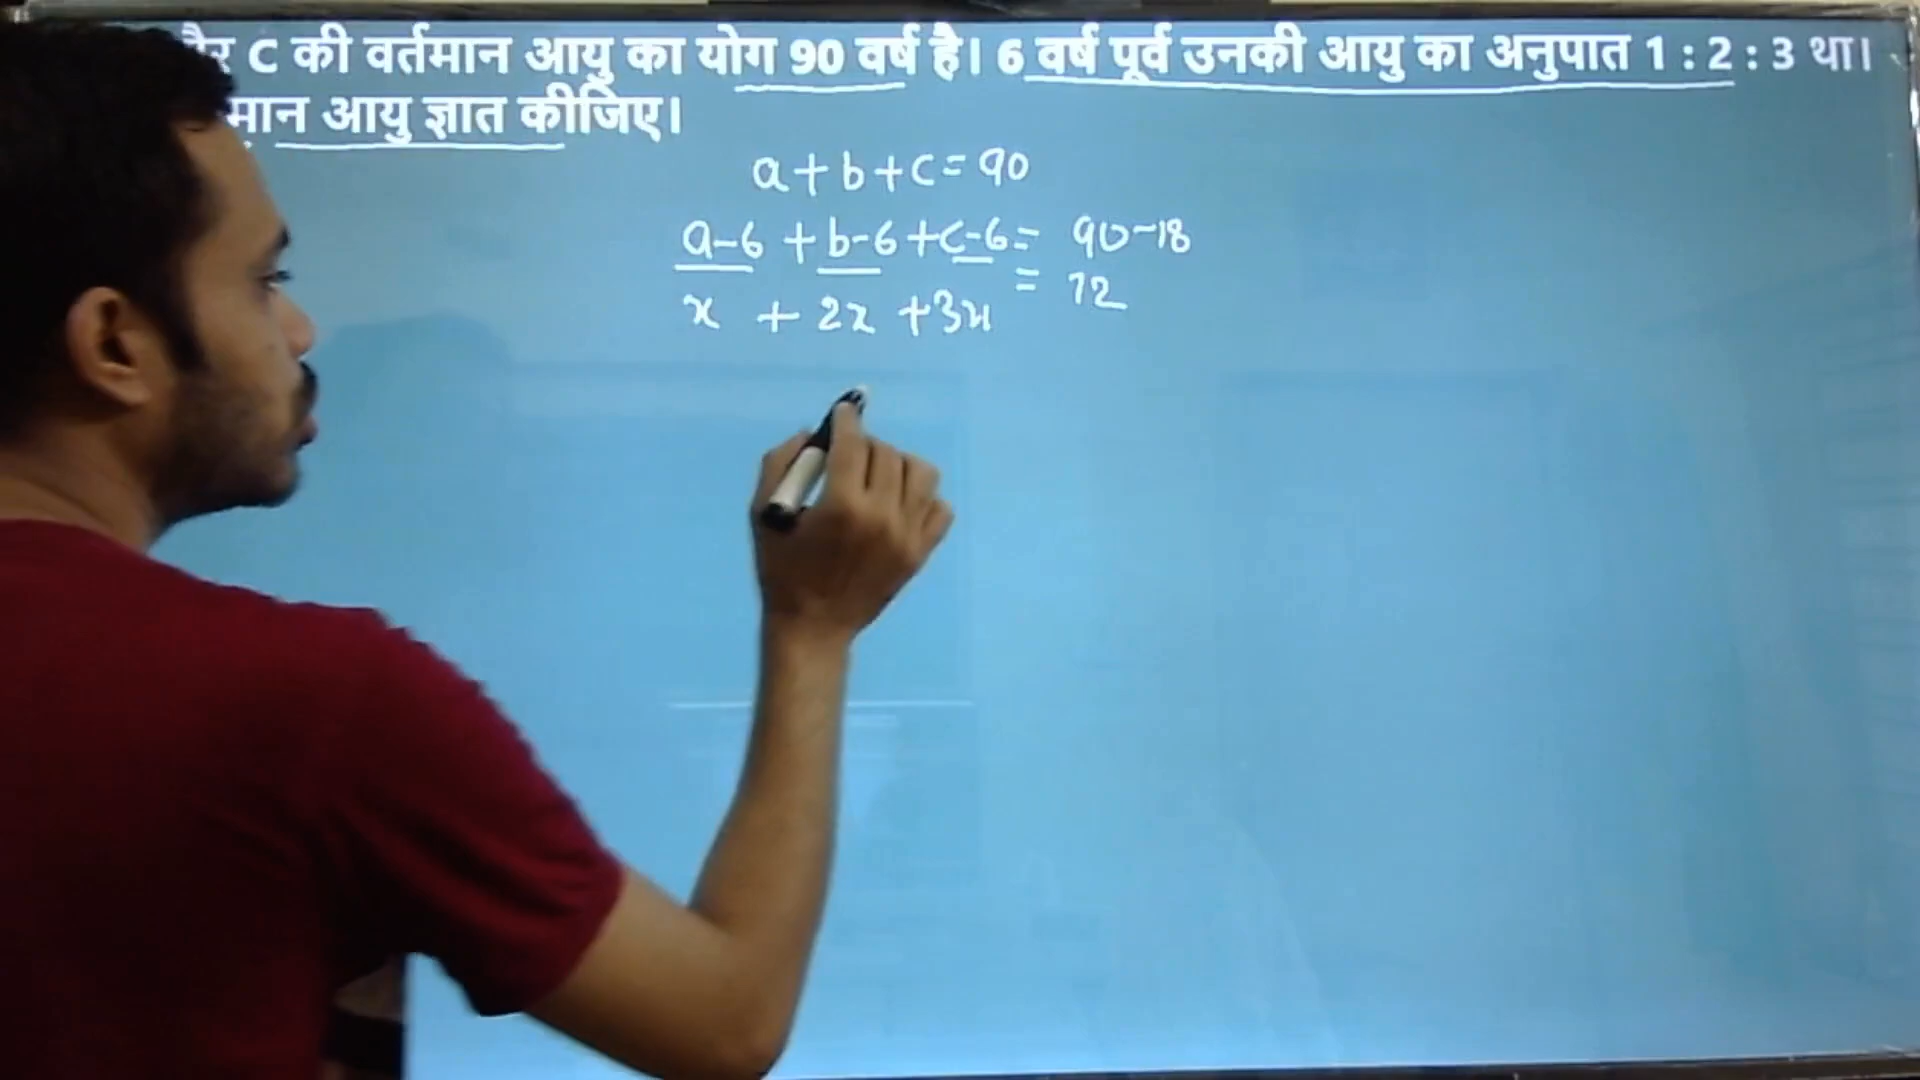 C की वर्तमान आयु का योग 90 वर्ष है। 6 वर्ष पूर्व उनकी आयु का अनुपात 1 : 2 : 3 था।
आयु ज्ञात कीजिए।
a+b+c=90
a-6 +b-6+c-6= 90-18
= 72
x + 2x +3x